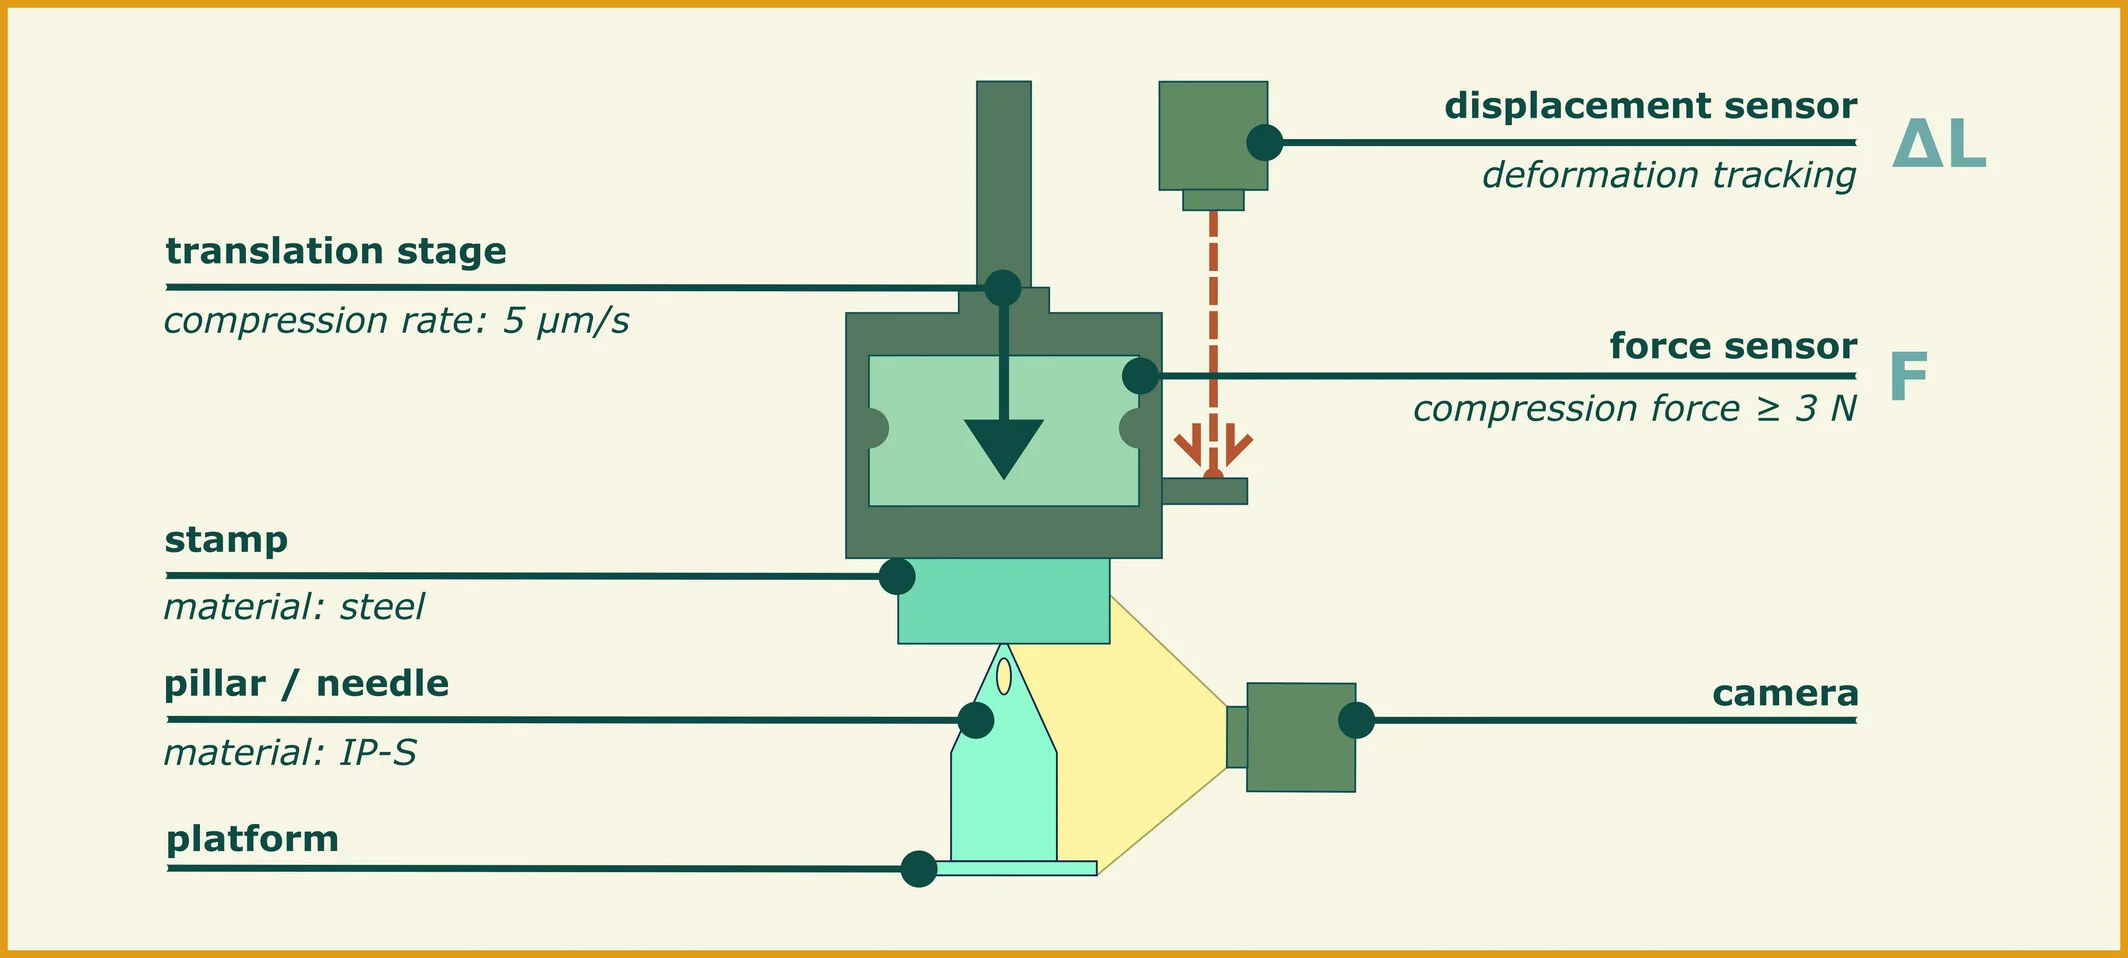 translation stage
compression rate: 5 µm/s
stamp
material: steel
pillar / needle
material: IP-S
platform
displacement sensor
deformation tracking
ΔL
force sensor
compression force ≥ 3 N
F
camera